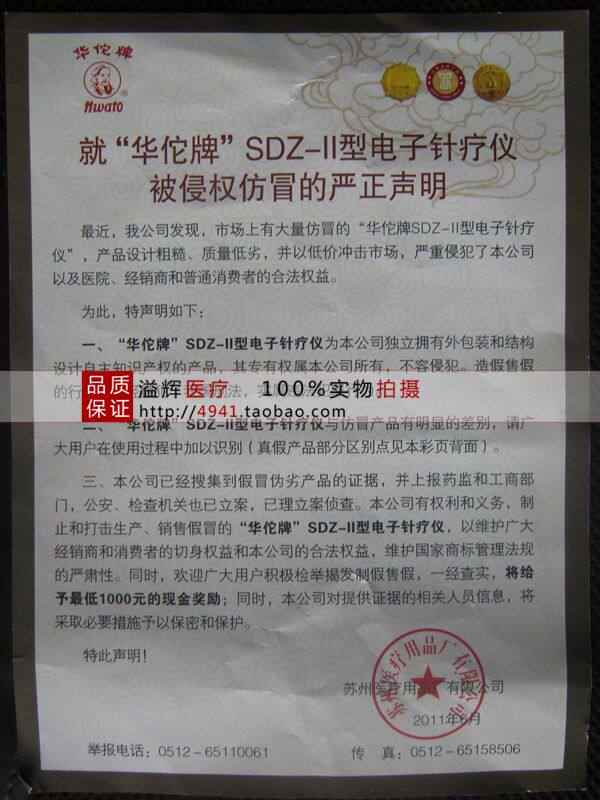 华佗牌
Hwato
®
就“华佗牌”SDZ-II型电子针疗仪
被侵权仿冒的严正声明
最近，我公司发现，市场上有大量仿冒的“华佗牌SDZ-II型电子针疗
仪”，产品设计粗糙、质量低劣，并以低价冲击市场，严重侵犯了本公司
以及医院、经销商和普通消费者的合法权益。
为此，特声明如下：
一、“华佗牌”SDZ-II型电子针疗仪为本公司独立拥有外包装和结构
设计自主知识产权的产品，其专有权属本公司所有，不容侵犯。造假售假
的行
品质
保证
溢辉医疗 100%实物拍摄
http://4941.taobao.com
二、“华佗牌”SDZ-II型电子针疗仪与仿冒产品有明显的差别，请广
大用户在使用过程中加以识别（真假产品部分区别点见本彩页背面）。
三、本公司已经搜集到假冒伪劣产品的证据，并上报药监和工商部
门，公安、检查机关也已立案，已理立案侦查。本公司有权利和义务，制
止和打击生产、销售假冒的“华佗牌”SDZ-II型电子针疗仪，以维护广大
经销商和消费者的切身权益和本公司的合法权益，维护国家商标管理法规
的严肃性。同时，欢迎广大用户积极检举揭发制假售假，一经查实，将给
予最低1000元的现金奖励；同时，本公司对提供证据的相关人员信息，将
采取必要措施予以保密和保护。
特此声明！
苏州医疗用品厂有限公司
苏州医疗用品厂有限公司
2011年6月
举报电话：0512-65110061 传 真：0512-65158506